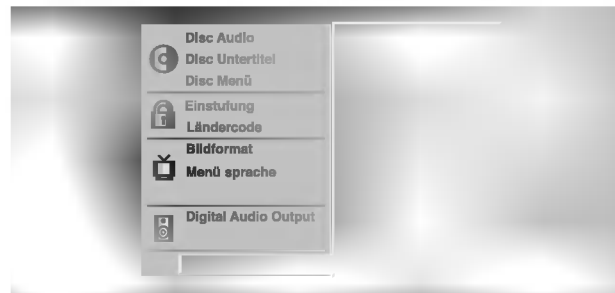 Disc Audio
Disc Untertitel
Disc Menü
Einstufung
Ländercode
Bildformat
Menü sprache
Digital Audio Output